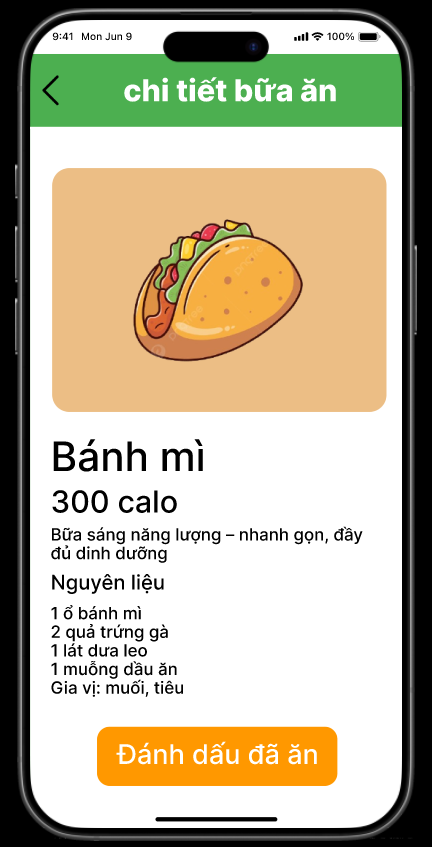 9:41 Mon Jun 9 100%
chi tiết bữa ăn
Bánh mì
300 calo
Bữa sáng năng lượng – nhanh gọn, đầy
đủ dinh dưỡng
Nguyên liệu
1 ổ bánh mì
2 quả trứng gà
1 lát dưa leo
1 muỗng dầu ăn
Gia vị: muối, tiêu
Đánh dấu đã ăn